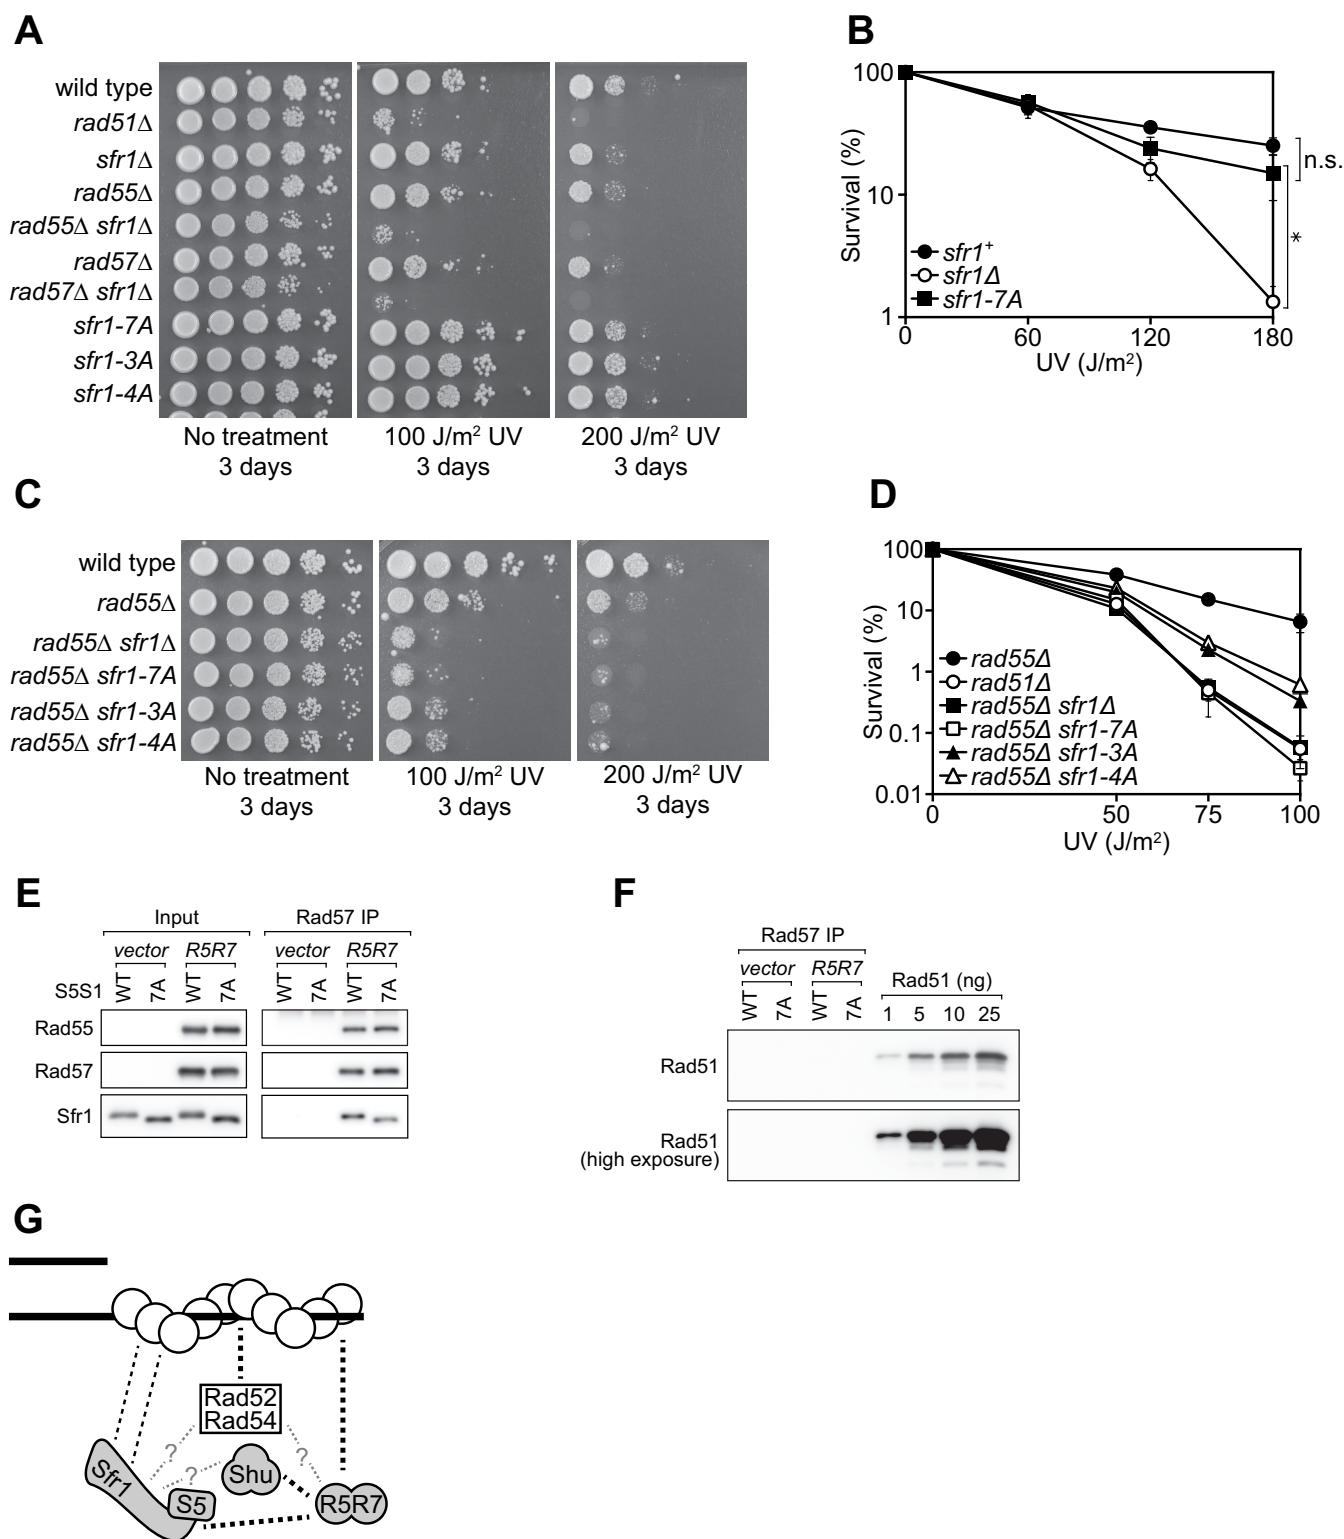 A
wild type
rad51Δ
sfr1Δ
rad55Δ
rad55Δ sfr1Δ
rad57Δ
rad57Δ sfr1Δ
sfr1-7A
sfr1-3A
sfr1-4A
No treatment
3 days
100 J/m² UV
3 days
200 J/m² UV
3 days
B
Survival (%)
100
10
1
0
60
120
180
UV (J/m²)
sfr1⁺
sfr1Δ
sfr1-7A
n.s.
*
C
wild type
rad55Δ
rad55Δ sfr1Δ
rad55Δ sfr1-7A
rad55Δ sfr1-3A
rad55Δ sfr1-4A
No treatment
3 days
100 J/m² UV
3 days
200 J/m² UV
3 days
D
Survival (%)
100
10
1
0.1
0.01
0
50
75
100
UV (J/m²)
rad55Δ
rad51Δ
rad55Δ sfr1Δ
rad55Δ sfr1-7A
rad55Δ sfr1-3A
rad55Δ sfr1-4A
E
Input
Rad57 IP
vector
R5R7
vector
R5R7
S5S1
WT
7A
WT
7A
WT
7A
WT
7A
Rad55
Rad57
Sfr1
F
Rad57 IP
vector
R5R7
Rad51 (ng)
WT
7A
WT
7A
1
5
10
25
Rad51
Rad51
(high exposure)
G
Rad52
Rad54
?
?
?
Sfr1
S5
Shu
R5R7